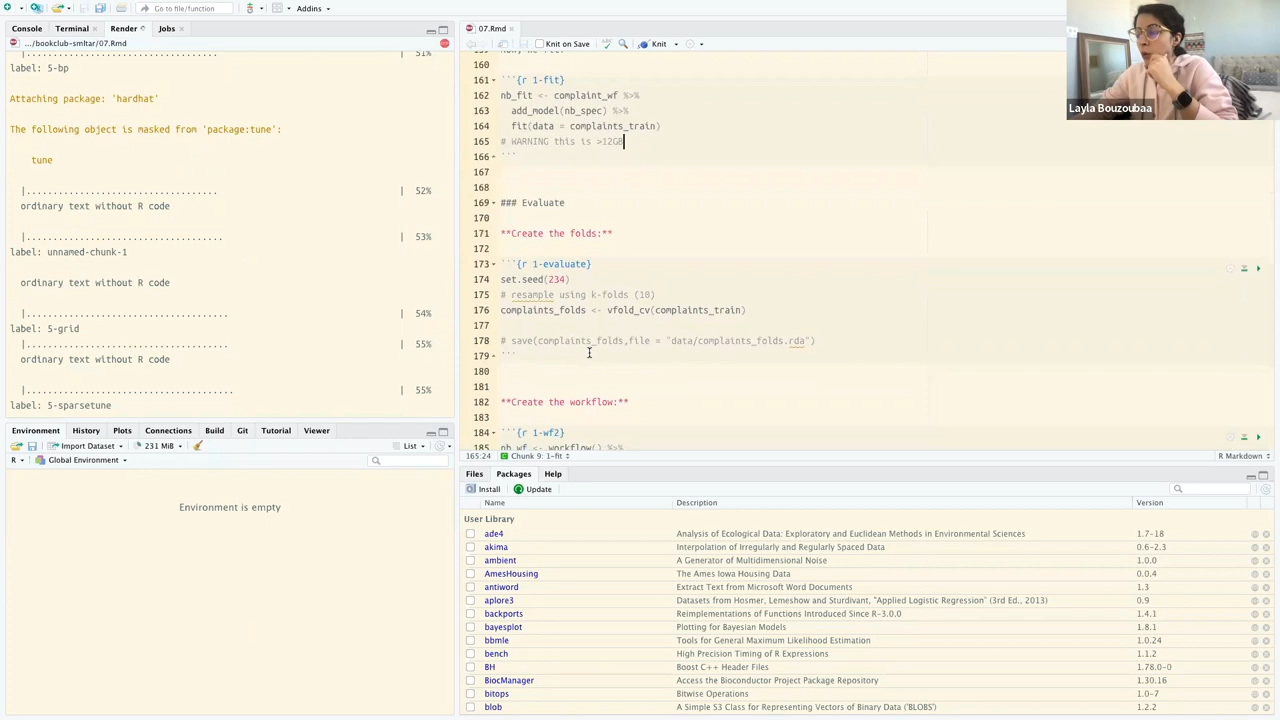 Go to file/function
Addins
Console
Terminal
Render
Jobs
.../bookclub-smltar/07.Rmd
51%
label: 5-bp
Attaching package: 'hardhat'
The following object is masked from 'package:tune':
tune
|.................................... | 52%
ordinary text without R code
|..................................... | 53%
label: unnamed-chunk-1
ordinary text without R code
|...................................... | 54%
label: 5-grid
|...................................... | 55%
ordinary text without R code
|....................................... | 55%
label: 5-sparsetune
Environment
History
Plots
Connections
Build
Git
Tutorial
Viewer
Import Dataset
231 MiB
List
R
Global Environment
Environment is empty
07.Rmd
Knit on Save
Knit
160
161 ```{r 1-fit}
162 nb_fit <- complaint_wf %>%
163 add_model(nb_spec) %>%
164 fit(data = complaints_train)
165 # WARNING this is >12GB
166 ```
167
168
169 ### Evaluate
170
171 **Create the folds:**
172
173 ```{r 1-evaluate}
174 set.seed(234)
175 # resample using k-folds (10)
176 complaints_folds <- vfold_cv(complaints_train)
177
178 # save(complaints_folds,file = "data/complaints_folds.rda")
179 ```
180
181
182 **Create the workflow:**
183
184 ```{r 1-wf2}
185 nb_wf <- workflow() %>%
165:24
Chunk 9: 1-fit
R Markdown
Layla Bouzoubaa
Files
Packages
Help
Install
Update
Name Description Version
User Library
ade4 Analysis of Ecological Data: Exploratory and Euclidean Methods in Environmental Sciences 1.7-18
akima Interpolation of Irregularly and Regularly Spaced Data 0.6-2.3
ambient A Generator of Multidimensional Noise 1.0.0
AmesHousing The Ames Iowa Housing Data 0.0.4
antiword Extract Text from Microsoft Word Documents 1.3
aplore3 Datasets from Hosmer, Lemeshow and Sturdivant, "Applied Logistic Regression" (3rd Ed., 2013) 0.9
backports Reimplementations of Functions Introduced Since R-3.0.0 1.4.1
bayesplot Plotting for Bayesian Models 1.8.1
bbmle Tools for General Maximum Likelihood Estimation 1.0.24
bench High Precision Timing of R Expressions 1.1.2
BH Boost C++ Header Files 1.78.0-0
BiocManager Access the Bioconductor Project Package Repository 1.30.16
bitops Bitwise Operations 1.0-7
blob A Simple S3 Class for Representing Vectors of Binary Data ('BLOBS') 1.2.2